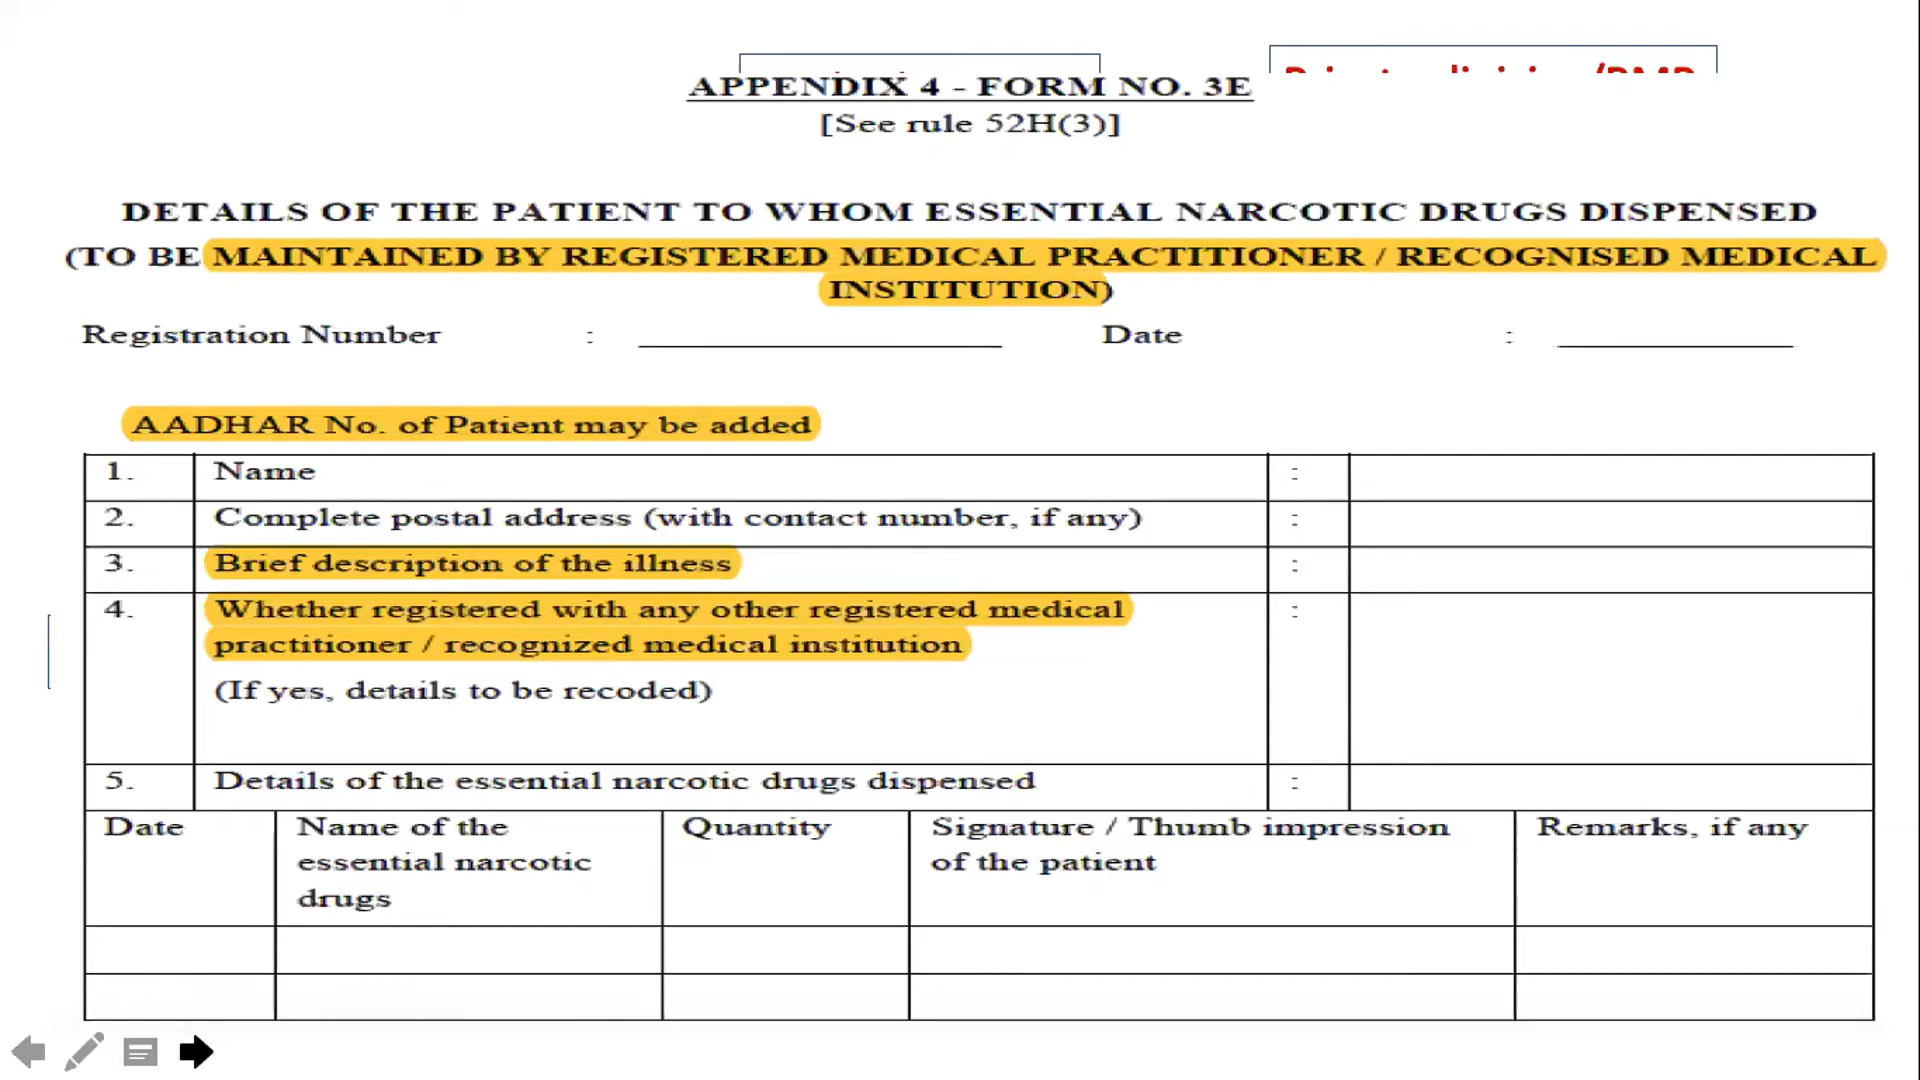 APPENDIX 4 - FORM NO. 3E
[See rule 52H(3)]
DETAILS OF THE PATIENT TO WHOM ESSENTIAL NARCOTIC DRUGS DISPENSED
(TO BE MAINTAINED BY REGISTERED MEDICAL PRACTITIONER / RECOGNISED MEDICAL
INSTITUTION)
Registration Number : Date :
AADHAR No. of Patient may be added
1. Name :
2. Complete postal address (with contact number, if any) :
3. Brief description of the illness :
4. Whether registered with any other registered medical :
practitioner / recognized medical institution
(If yes, details to be recoded)
5. Details of the essential narcotic drugs dispensed :
Date Name of the Quantity Signature / Thumb impression Remarks, if any
essential narcotic of the patient
drugs